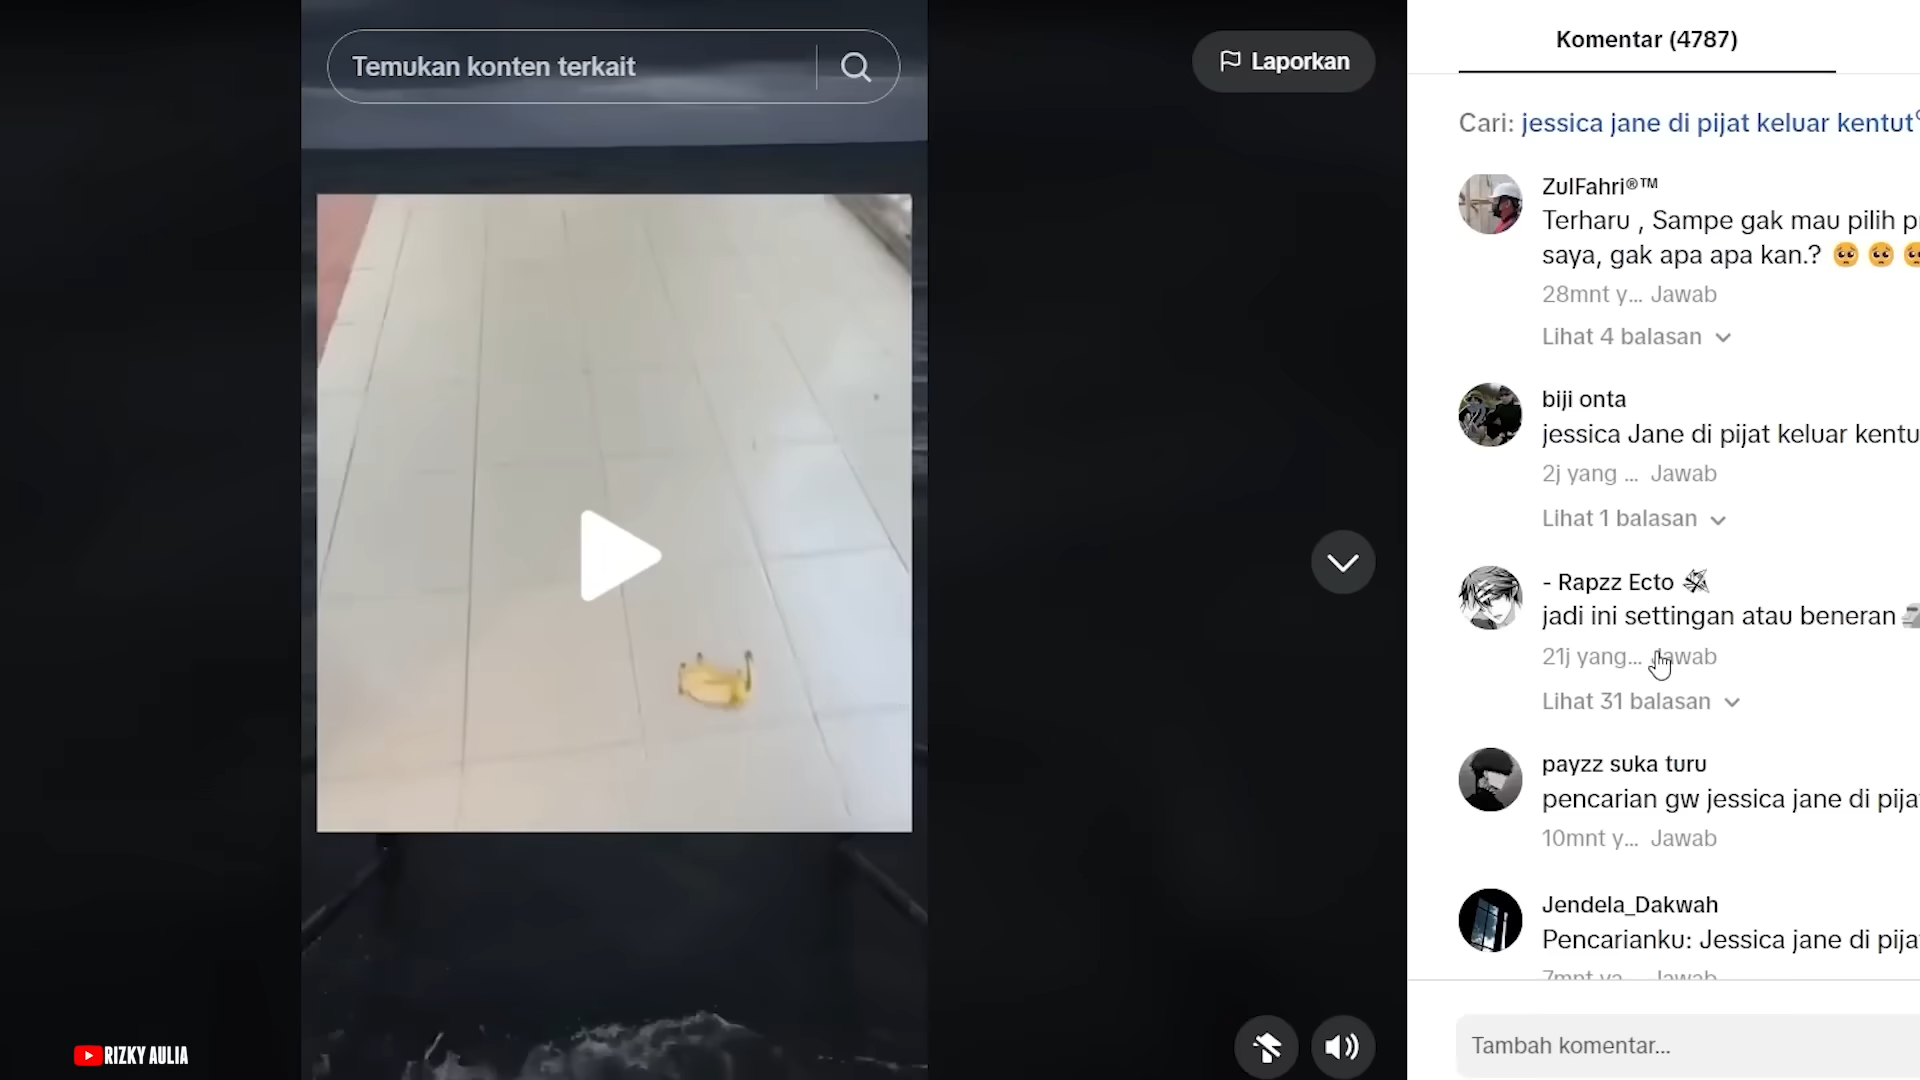 Temukan konten terkait
Laporkan
Komentar (4787)
Cari: jessica jane di pijat keluar kentut
ZulFahri®™
Terharu , Sampe gak mau pilih
saya, gak apa apa kan.? 🥺 🥺 🥺
28mnt y... Jawab
Lihat 4 balasan
biji onta
jessica Jane di pijat keluar
2j yang ... Jawab
Lihat 1 balasan
- Rapzz Ecto
jadi ini settingan atau beneran 🗿
21j yang... Jawab
Lihat 31 balasan
payzz suka turu
pencarian gw jessica jane di
10mnt y... Jawab
Jendela_Dakwah
Pencarianku: Jessica jane di
Tambah komentar...
RIZKY AULIA